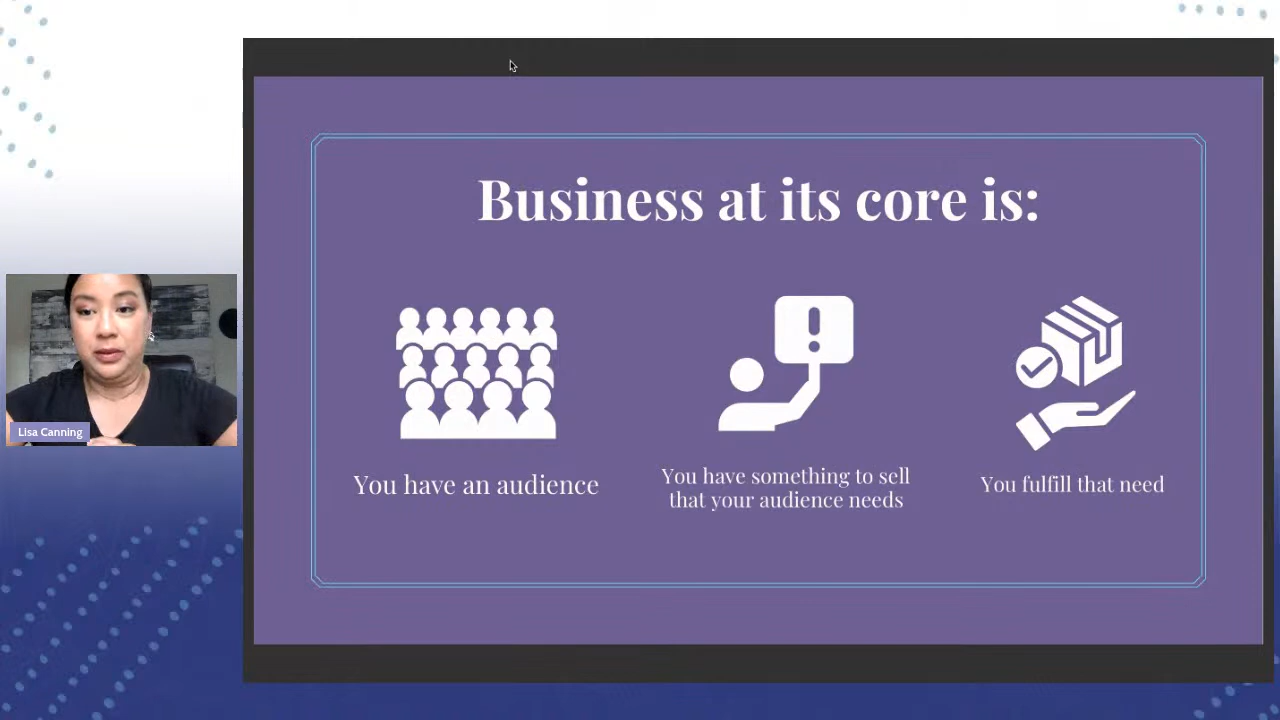 Business at its core is:
You have an audience
You have something to sell
that your audience needs
You fulfill that need
Lisa Canning